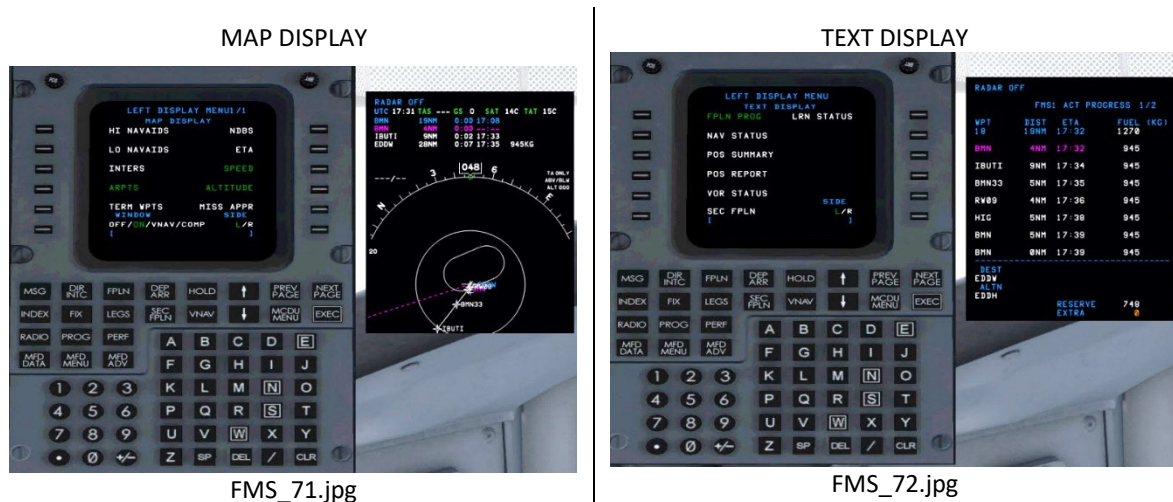 MAP DISPLAY
LEFT DISPLAY MENU1/1
MAP DISPLAY
HI NAVAIDS NDBS
LO NAVAIDS ETA
INTERS SPEED
ARPTS ALTITUDE
TERM WPTS MISS APPR
WINDOW SIDE
OFF/ON/VNAV/COMP L/R
[ ]
RADAR OFF
UTC 17:31 TAS --- GS 0 SAT 14C TAT 15C
BMN 19NM 0:00 17:08
BMN 4NM 0:00 --:--
IBUTI 9NM 0:02 17:33
EDDW 28NM 0:07 17:35 945KG
048
TA ONLY
ABV/BLW
---/---
N 3 6 E
20
BMN33
IBUTI
MSG DIR INTC FPLN DEP ARR HOLD ↑ PREV PAGE NEXT PAGE
INDEX FIX LEGS SEC FPLN VNAV ↓ MCDU MENU EXEC
RADIO PROG PERF
MFD DATA MFD MENU MFD ADV
A B C D E
F G H I J
1 2 3 K L M N O
4 5 6 P Q R S T
7 8 9 U V W X Y
. 0 +/- Z SP DEL / CLR
FMS_71.jpg
TEXT DISPLAY
LEFT DISPLAY MENU
TEXT DISPLAY
FPLN PROG LRN STATUS
NAV STATUS
POS SUMMARY
POS REPORT
VOR STATUS
SIDE
SEC FPLN L/R
[ ]
RADAR OFF
FMS1 ACT PROGRESS 1/2
WPT DIST ETA FUEL (KG)
18 19NM 17:32 1270
BMN 4NM 17:32 945
IBUTI 9NM 17:34 945
BMN33 5NM 17:35 945
RW09 4NM 17:36 945
HIG 5NM 17:38 945
BMN 5NM 17:39 945
BMN 0NM 17:39 945
DEST
EDDW
ALTN
EDDH
RESERVE 748
EXTRA 0
MSG DIR INTC FPLN DEP ARR HOLD ↑ PREV PAGE NEXT PAGE
INDEX FIX LEGS SEC FPLN VNAV ↓ MCDU MENU EXEC
RADIO PROG PERF
MFD DATA MFD MENU MFD ADV
A B C D E
F G H I J
1 2 3 K L M N O
4 5 6 P Q R S T
7 8 9 U V W X Y
. 0 +/- Z SP DEL / CLR
FMS_72.jpg